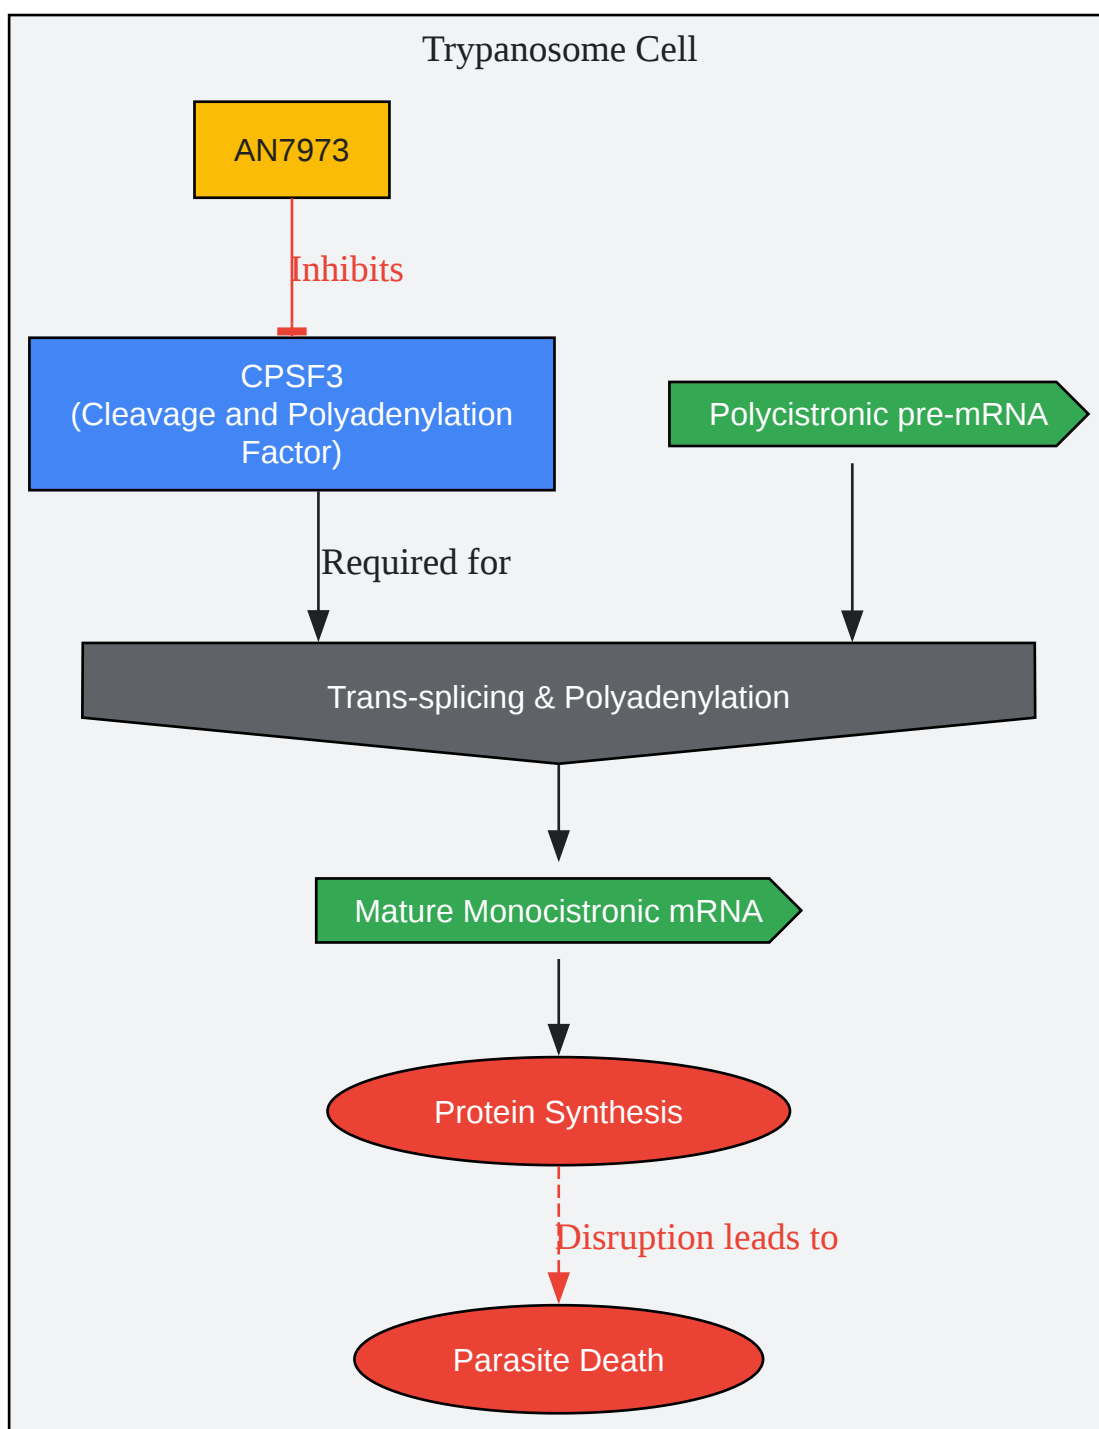 Trypanosome Cell
AN7973
Inhibits
CPSF3
(Cleavage and Polyadenylation
Factor)
Polycistronic pre-mRNA
Required for
Trans-splicing & Polyadenylation
Mature Monocistronic mRNA
Protein Synthesis
Disruption leads to
Parasite Death